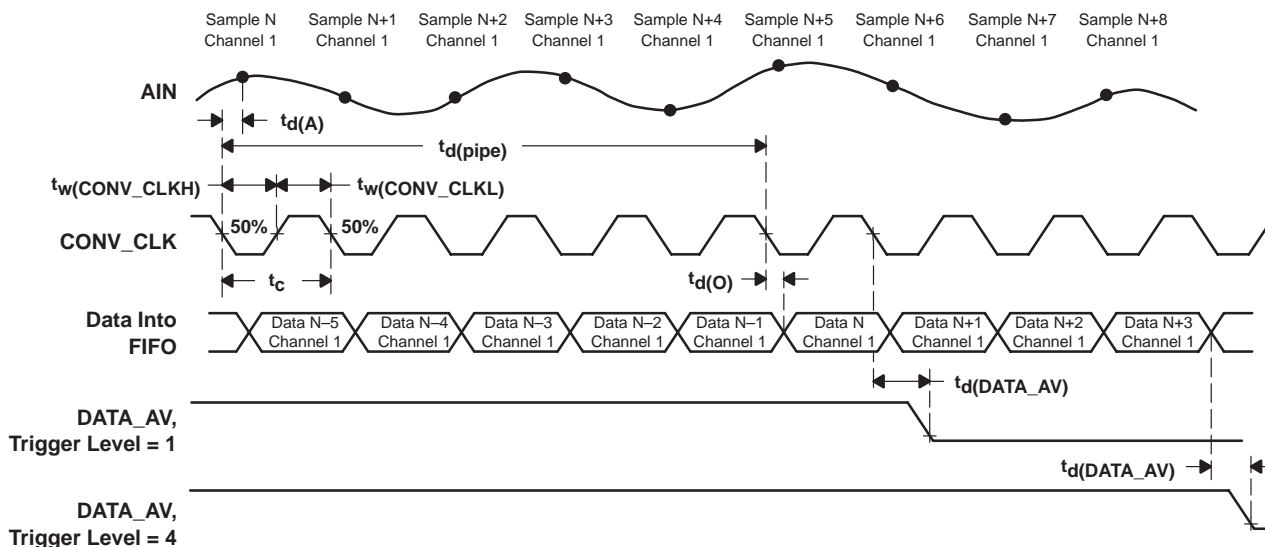 Sample N Sample N+1 Sample N+2 Sample N+3 Sample N+4 Sample N+5 Sample N+6 Sample N+7 Sample N+8
Channel 1 Channel 1 Channel 1 Channel 1 Channel 1 Channel 1 Channel 1 Channel 1 Channel 1
AIN
td(A)
td(pipe)
tw(CONV_CLKH) tw(CONV_CLKL)
50% 50%
CONV_CLK
tc
td(O)
Data Into
FIFO
Data N–5 Data N–4 Data N–3 Data N–2 Data N–1 Data N Data N+1 Data N+2 Data N+3
Channel 1 Channel 1 Channel 1 Channel 1 Channel 1 Channel 1 Channel 1 Channel 1 Channel 1
td(DATA_AV)
DATA_AV,
Trigger Level = 1
td(DATA_AV)
DATA_AV,
Trigger Level = 4